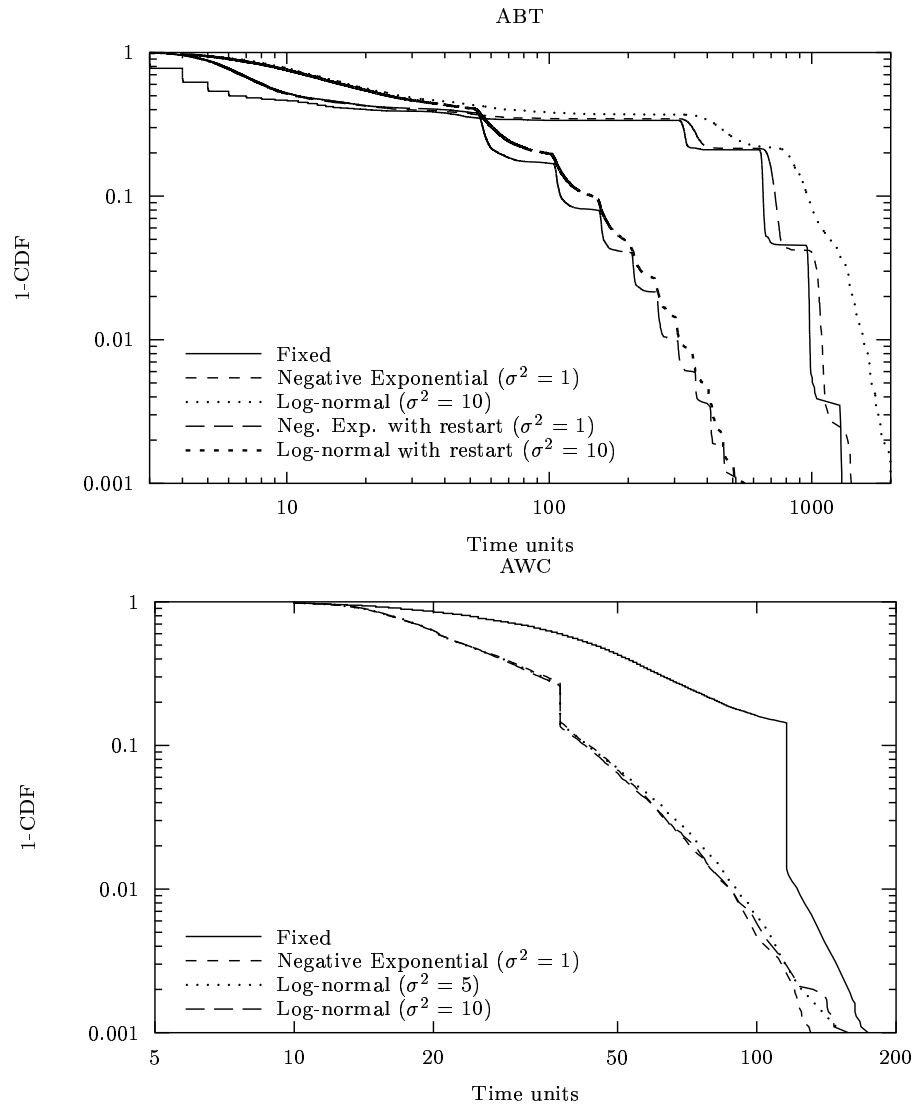 ABT
1-CDF
1
0.1
0.01
0.001
Fixed
Negative Exponential (σ² = 1)
Log-normal (σ² = 10)
Neg. Exp. with restart (σ² = 1)
Log-normal with restart (σ² = 10)
10
100
1000
Time units
AWC
1-CDF
1
0.1
0.01
0.001
Fixed
Negative Exponential (σ² = 1)
Log-normal (σ² = 5)
Log-normal (σ² = 10)
5
10
20
50
100
200
Time units